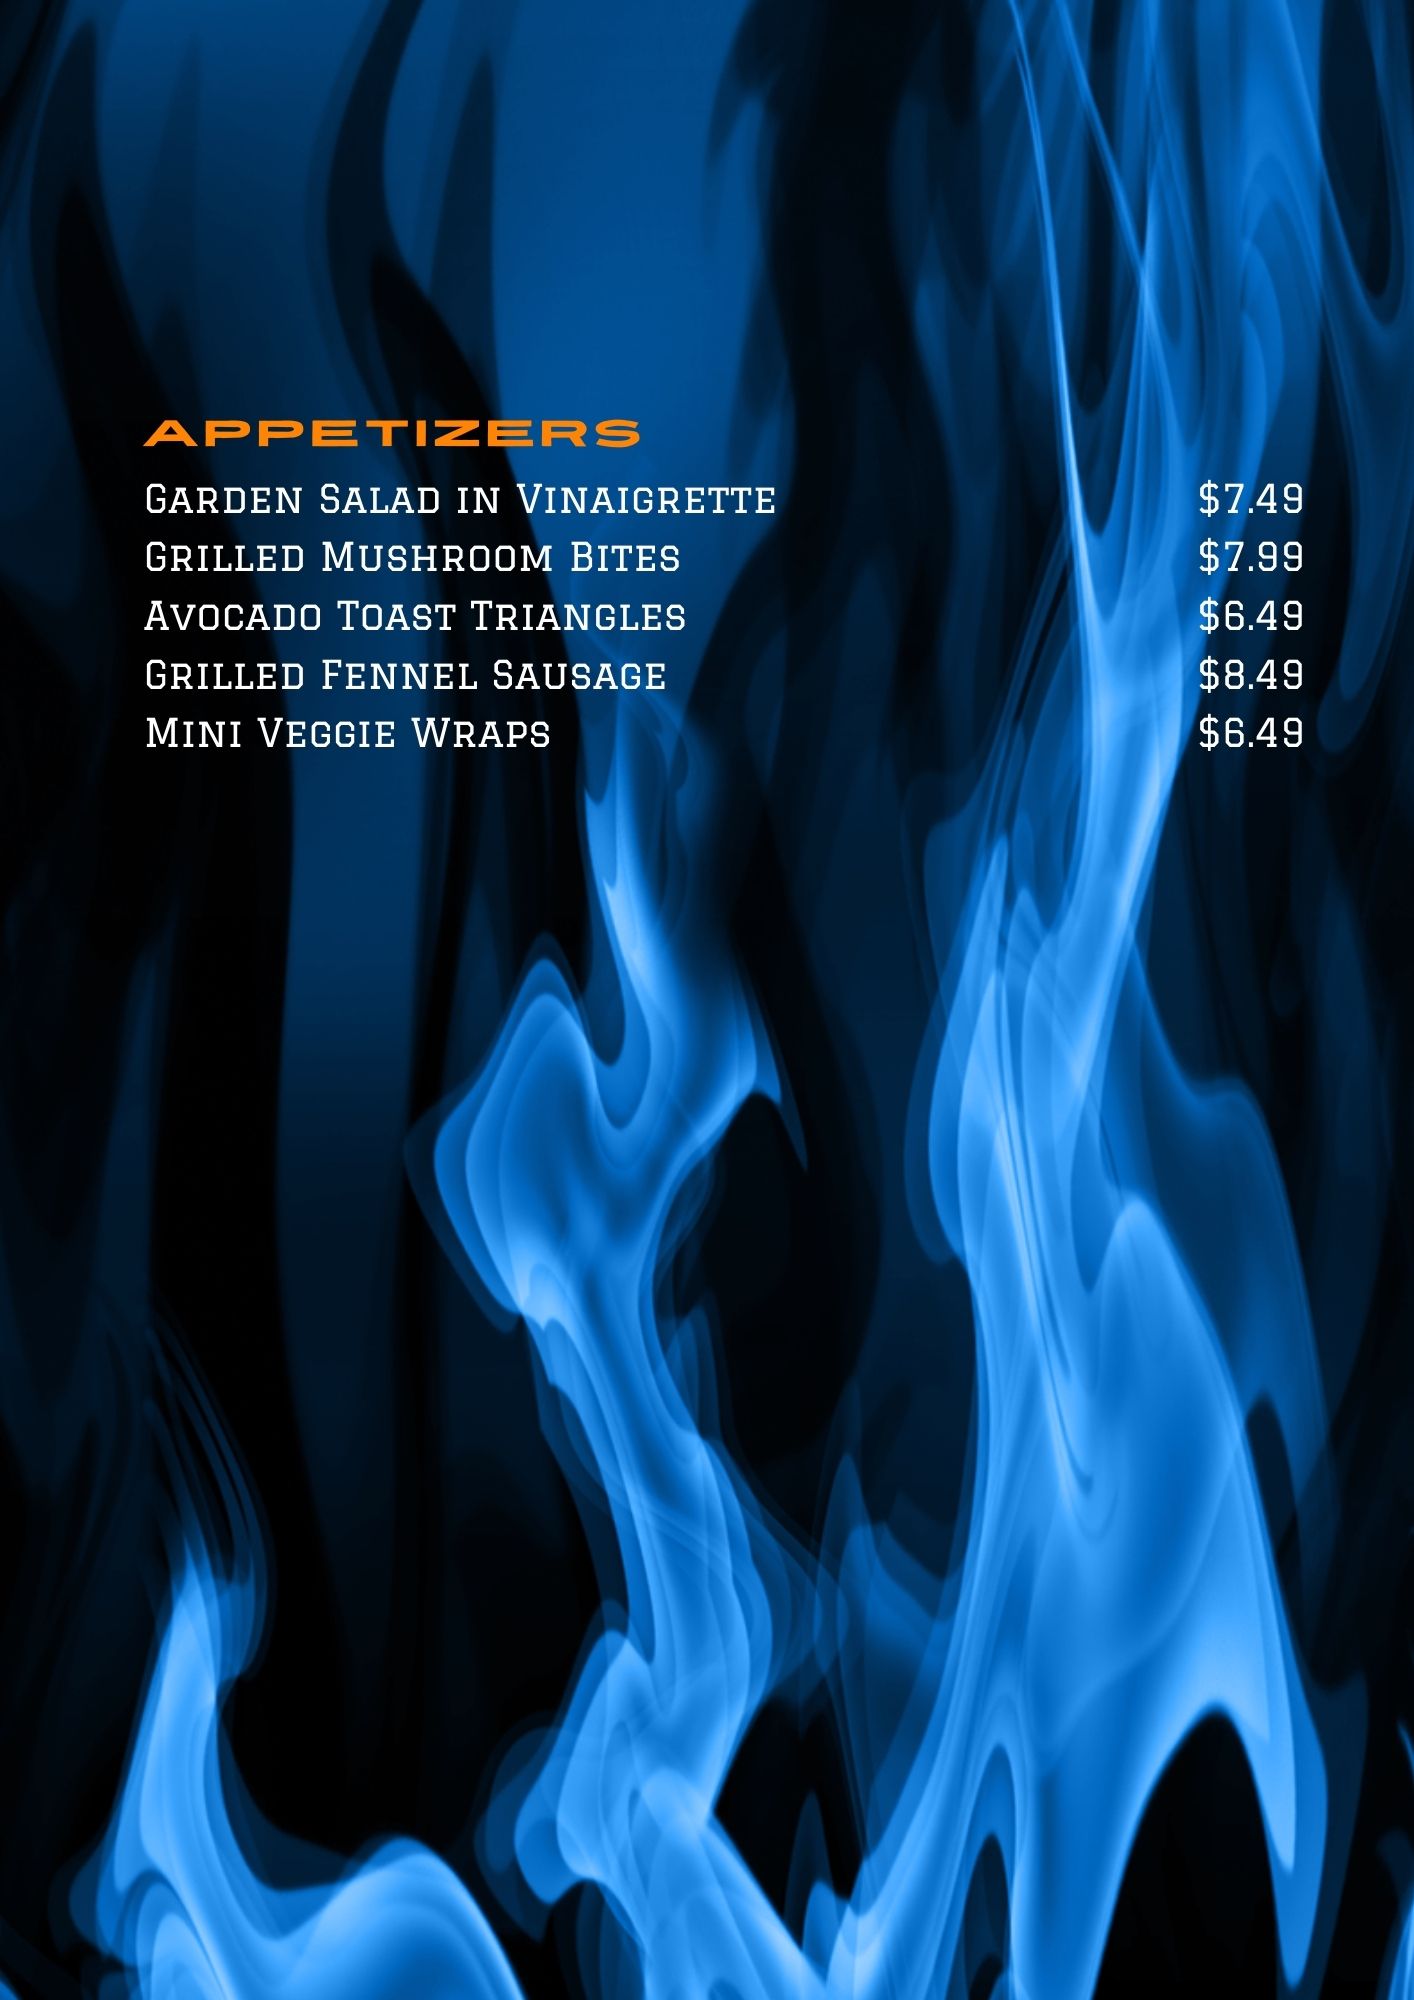 APPETIZERS
Garden Salad in Vinaigrette $7.49
Grilled Mushroom Bites $7.99
Avocado Toast Triangles $6.49
Grilled Fennel Sausage $8.49
Mini Veggie Wraps $6.49